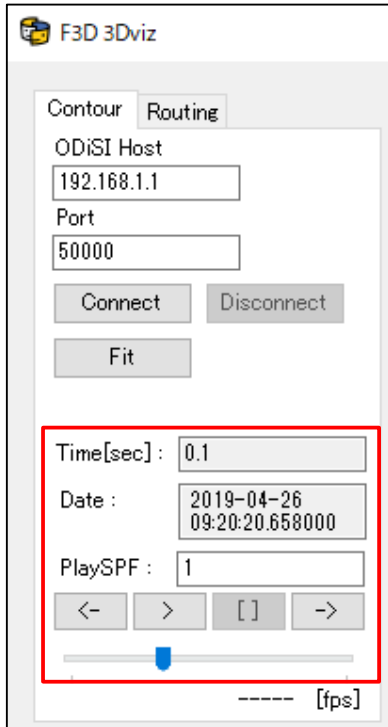 F3D 3Dviz
Contour Routing
ODiSI Host
192.168.1.1
Port
50000
Connect Disconnect
Fit
Time[sec] : 0.1
Date : 2019-04-26
09:20:20.658000
PlaySPF : 1
<- > [ ] ->
----- [fps]